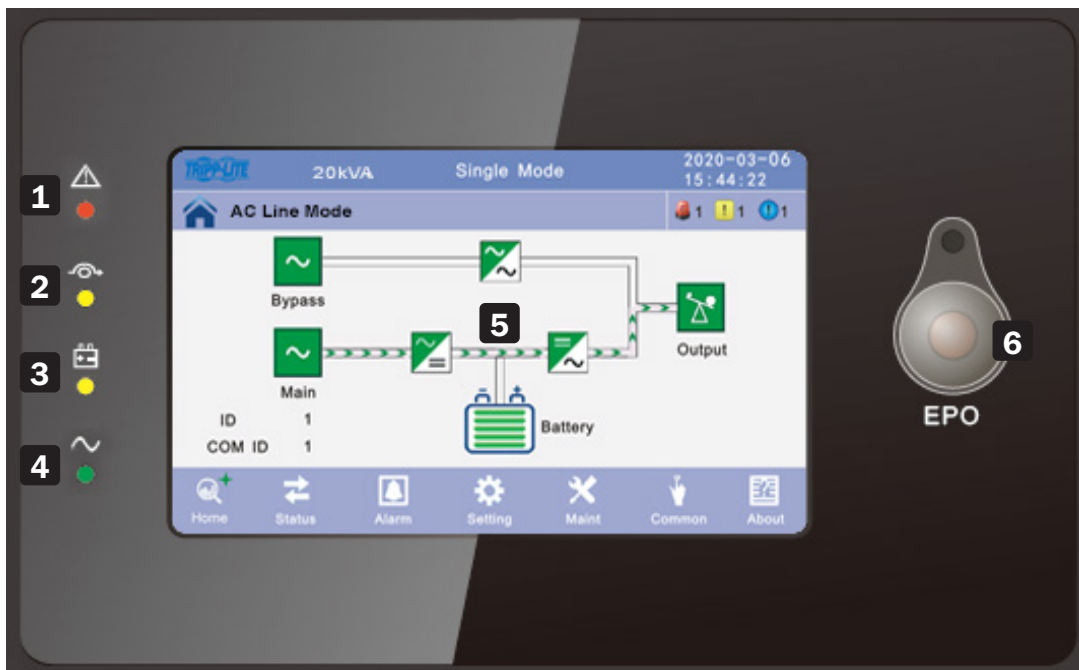 TRIPP-LITE 20kVA Single Mode 2020-03-06
15:44:22
AC Line Mode 1 1 1
1
2
3
4
Bypass
5
6
Main
Output
ID 1
COM ID 1
Battery
EPO
Home Status Alarm Setting Maint Common About